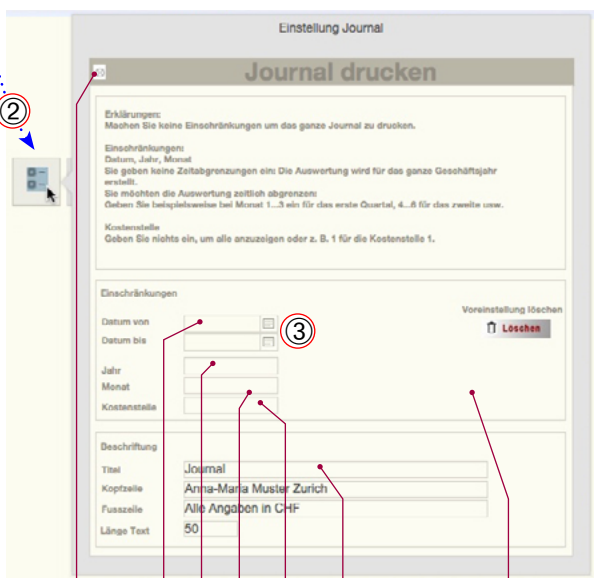 Einstellung Journal
Journal drucken
②
Erklärungen:
Machen Sie keine Einschränkungen um das ganze Journal zu drucken.
Einschränkungen:
Datum, Jahr, Monat
Sie geben keine Zeitabgrenzungen ein: Die Auswertung wird für das ganze Geschäftsjahr
erstellt.
Sie möchten die Auswertung zeitlich abgrenzen:
Geben Sie beispielsweise bei Monat 1...3 ein für das erste Quartal, 4...6 für das zweite usw.
Kostenstelle
Geben Sie nichts ein, um alle anzuzeigen oder z. B. 1 für die Kostenstelle 1.
Einschränkungen
Voreinstellung löschen
Datum von
③
Löschen
Datum bis
Jahr
Monat
Kostenstelle
Beschriftung
Titel Journal
Kopfzeile Anna-Maria Muster Zürich
Fusszeile Alle Angaben in CHF
Länge Text 50